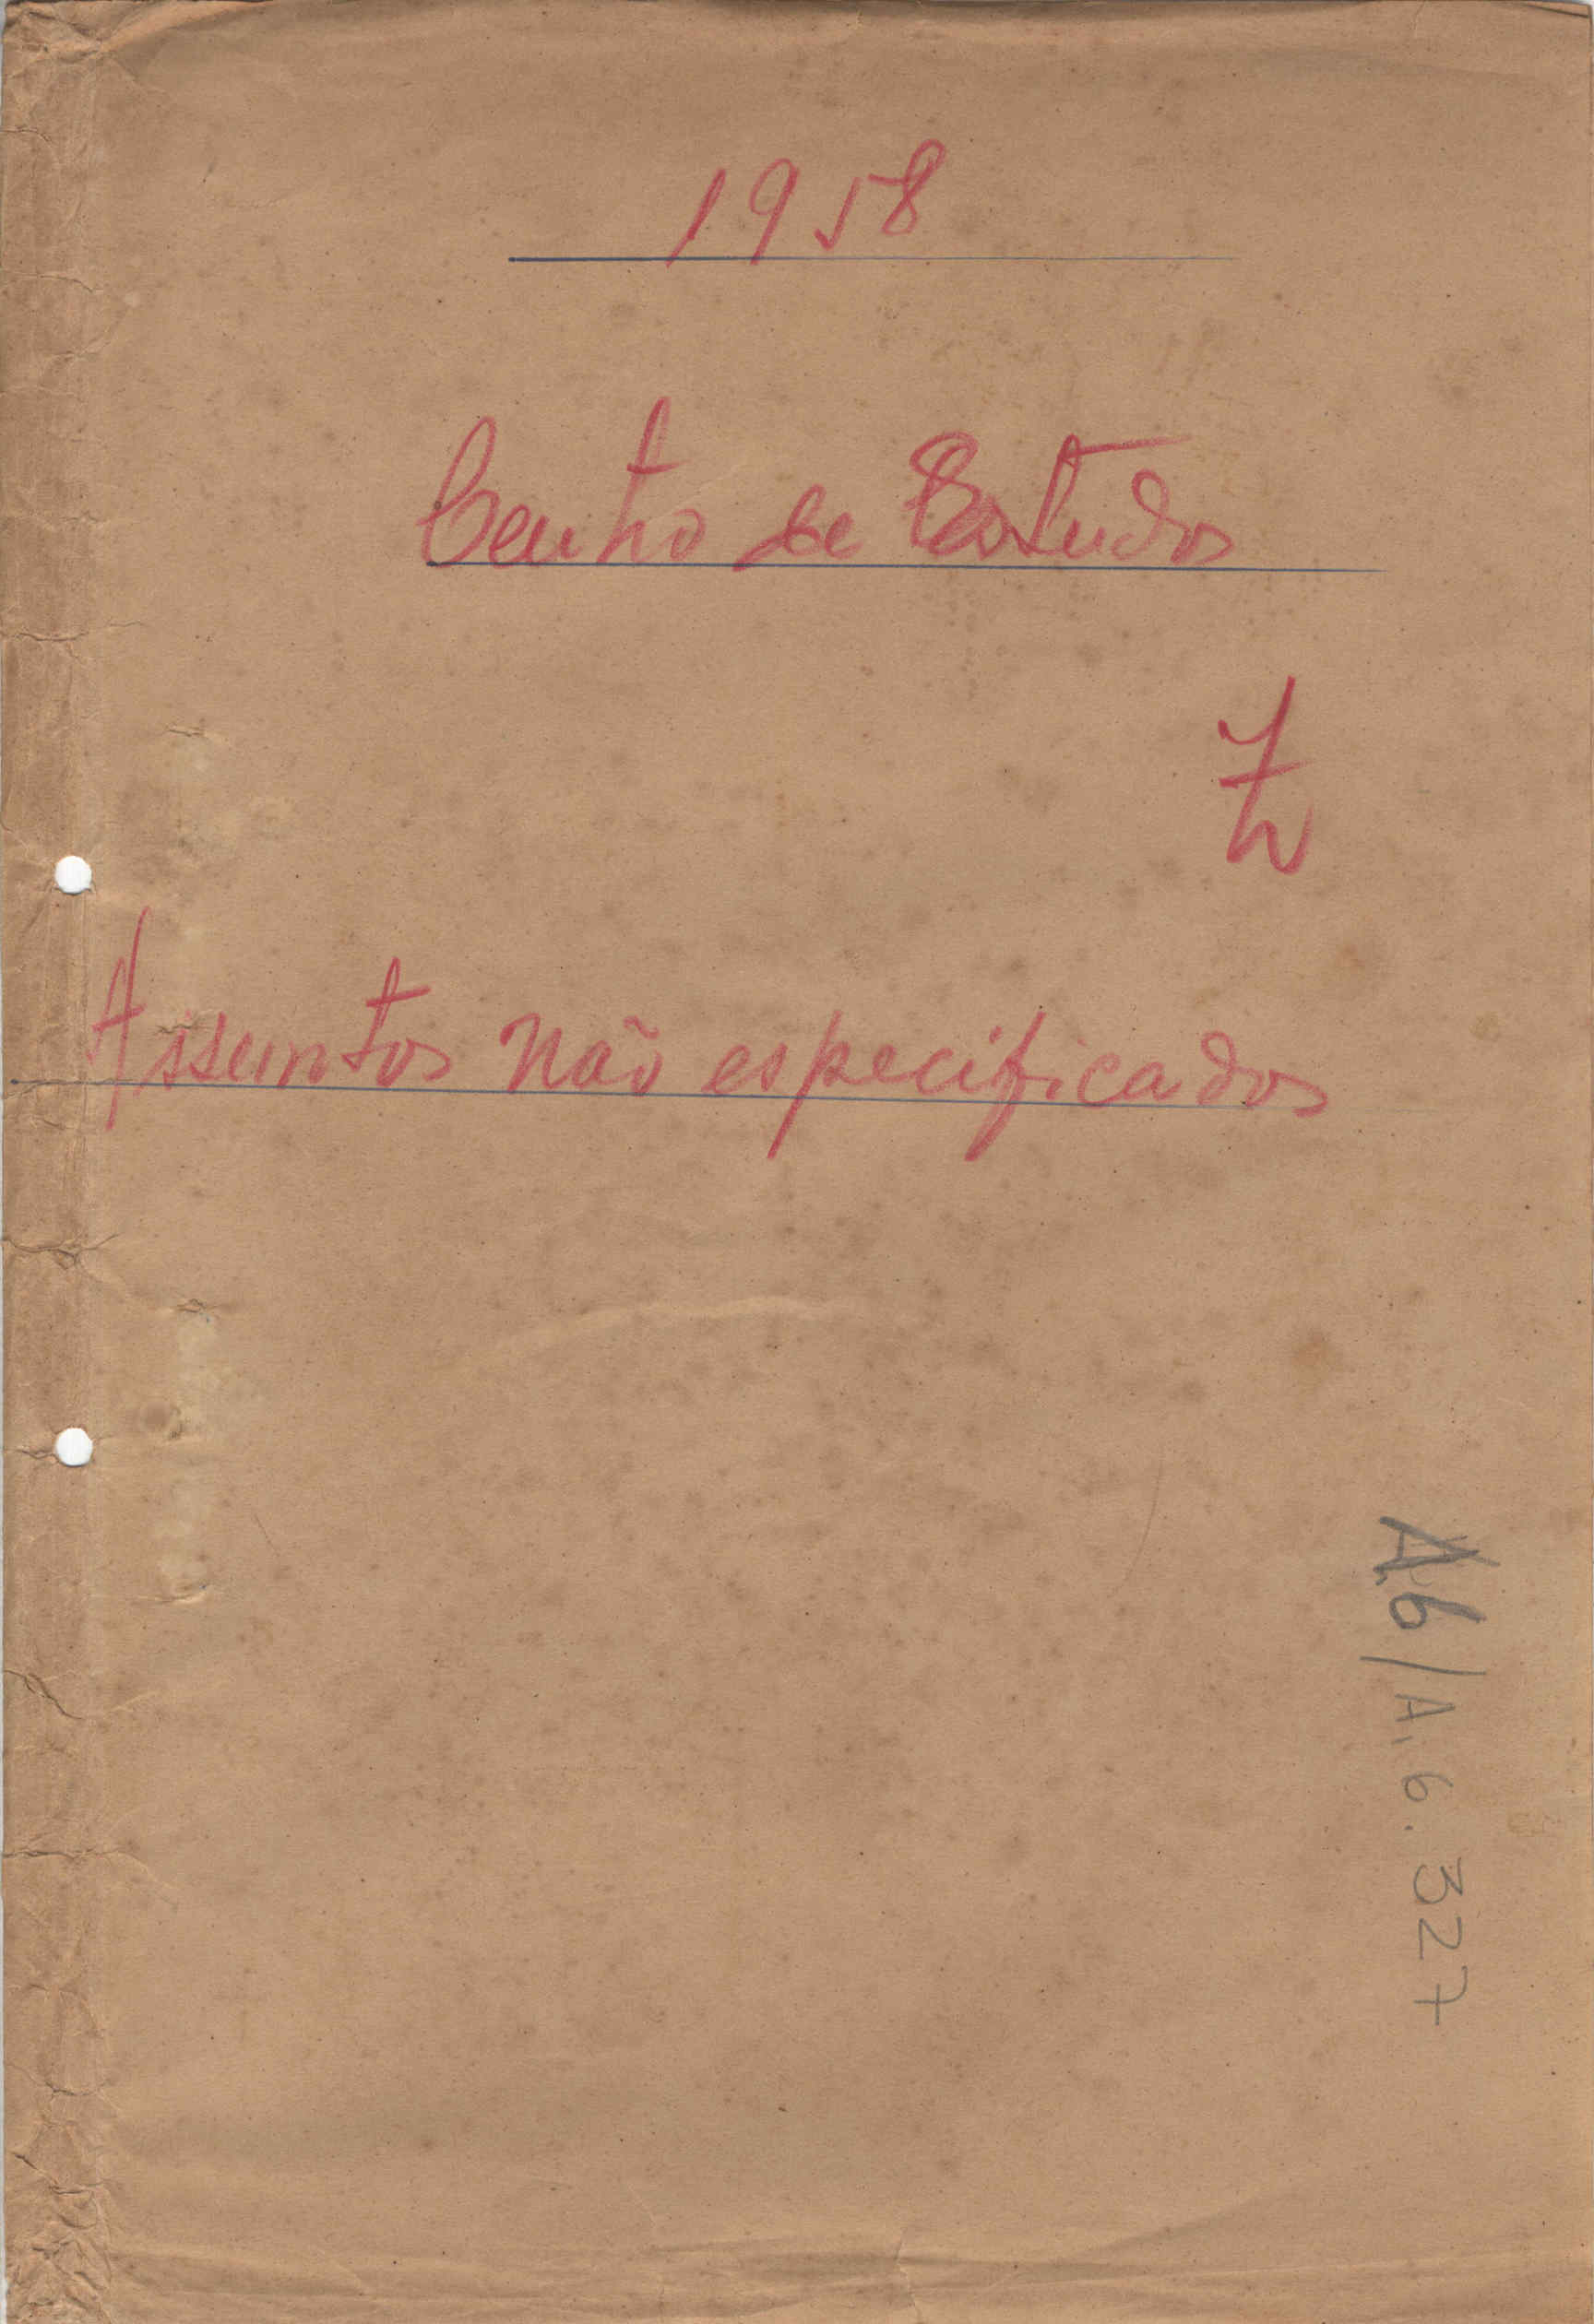 1958
Centro de Estudos
Z
Assuntos não especificados
A6/A.6.327